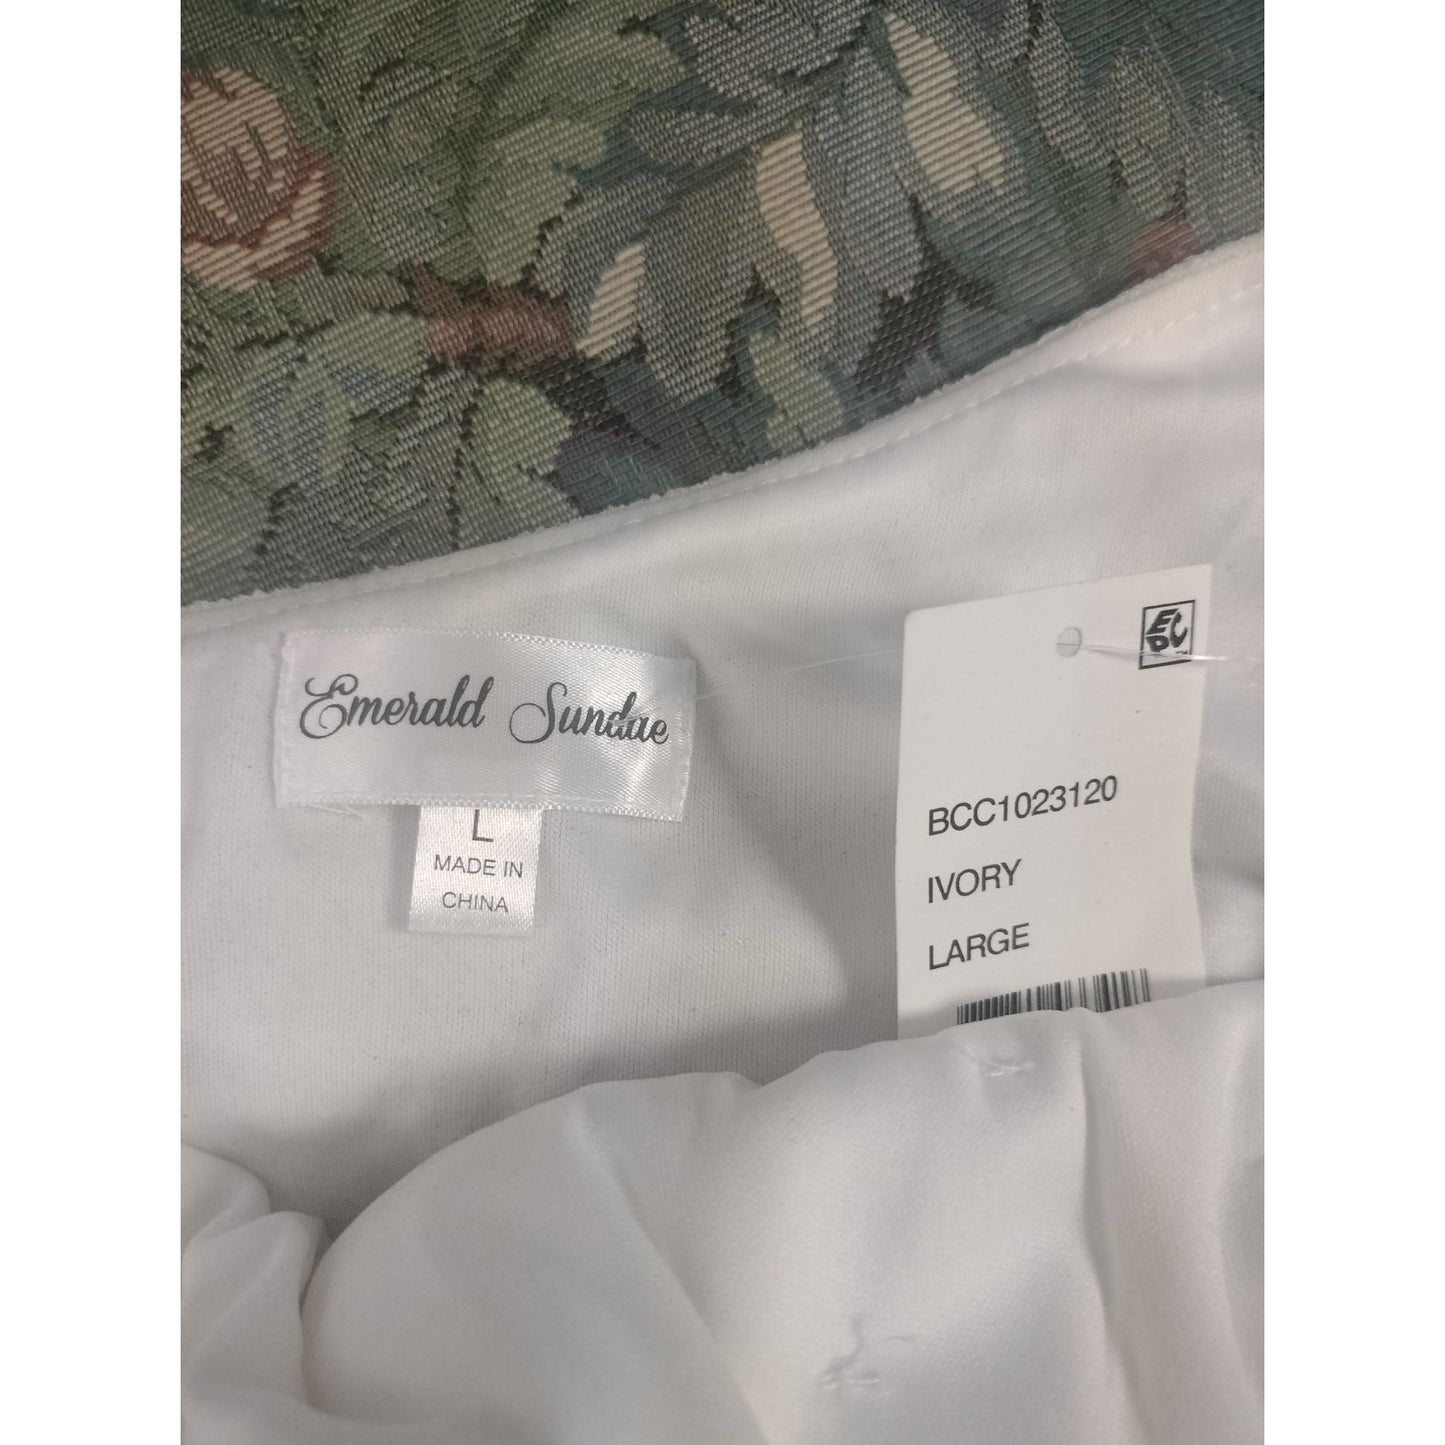 Emerald Sundae
L
MADE IN
CHINA
BCC1023120
IVORY
LARGE